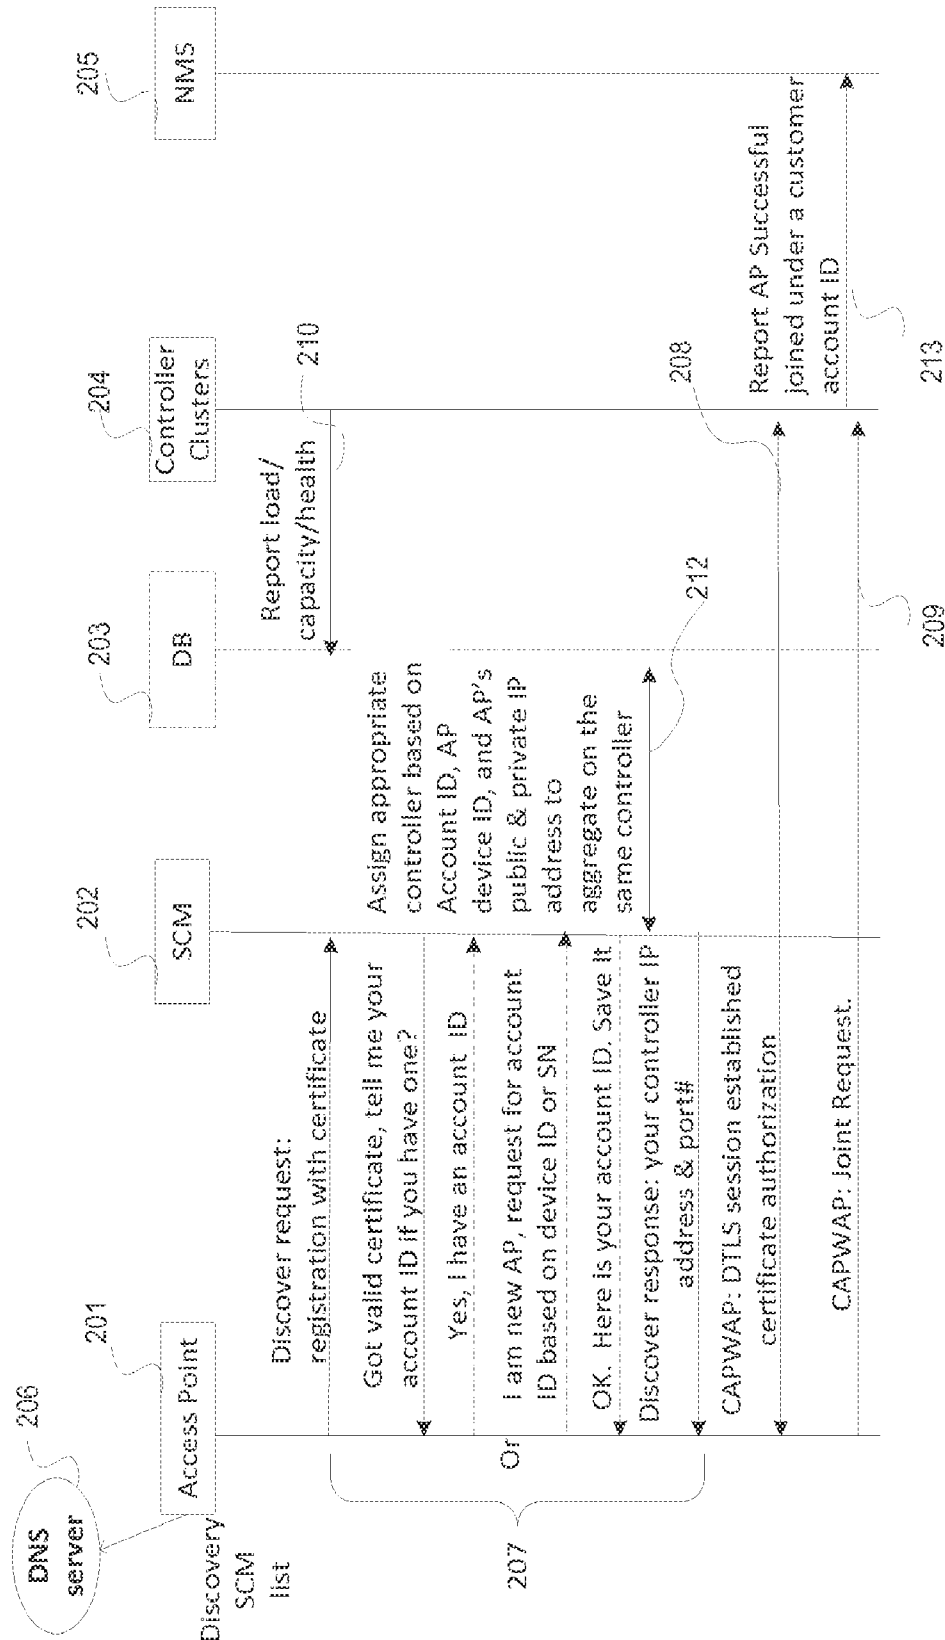 DNS
server
206
Discovery
SCM
list
201
Access Point
202
SCM
203
DB
204
Controller
Clusters
205
NMS
Discover request:
registration with certificate
Report load/
capacity/health
210
Got valid certificate, tell me your
account ID if you have one?
Yes, I have an account ID
Or
I am new AP, request for account
ID based on device ID or SN
OK. Here is your account ID. Save It
Discover response: your controller IP
address & port#
207
Assign appropriate
controller based on
Account ID, AP
device ID, and AP's
public & private IP
address to
aggregate on the
same controller
212
CAPWAP: DTLS session established
certificate authorization
208
CAPWAP: Joint Request.
209
Report AP Successful
joined under a customer
account ID
213